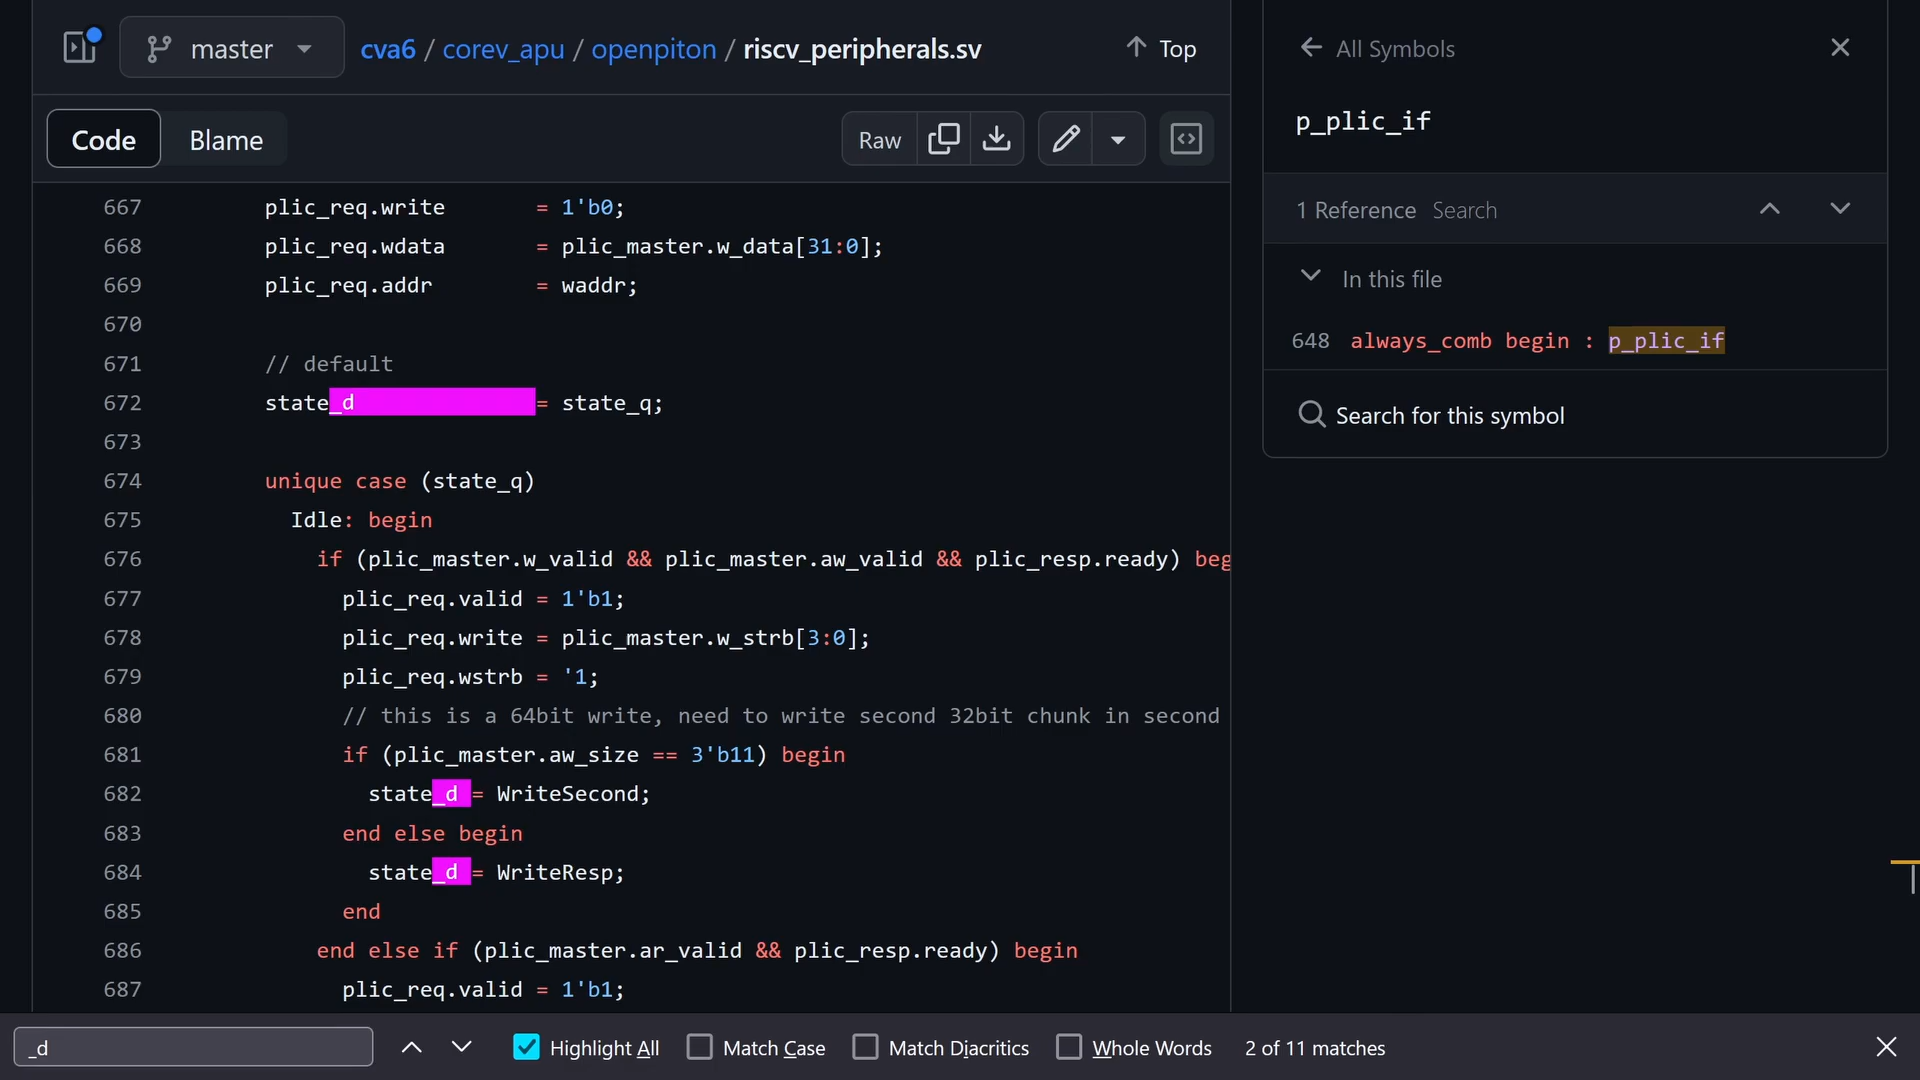 master cva6 / corev_apu / openpiton / riscv_peripherals.sv Top
Code Blame Raw
667 plic_req.write = 1'b0;
668 plic_req.wdata = plic_master.w_data[31:0];
669 plic_req.addr = waddr;
670
671 // default
672 state_d = state_q;
673
674 unique case (state_q)
675 Idle: begin
676 if (plic_master.w_valid && plic_master.aw_valid && plic_resp.ready) beg
677 plic_req.valid = 1'b1;
678 plic_req.write = plic_master.w_strb[3:0];
679 plic_req.wstrb = '1;
680 // this is a 64bit write, need to write second 32bit chunk in second
681 if (plic_master.aw_size == 3'b11) begin
682 state_d = WriteSecond;
683 end else begin
684 state_d = WriteResp;
685 end
686 end else if (plic_master.ar_valid && plic_resp.ready) begin
687 plic_req.valid = 1'b1;
All Symbols
p_plic_if
1 Reference Search
In this file
648 always_comb begin : p_plic_if
Search for this symbol
_d Highlight All Match Case Match Diacritics Whole Words 2 of 11 matches